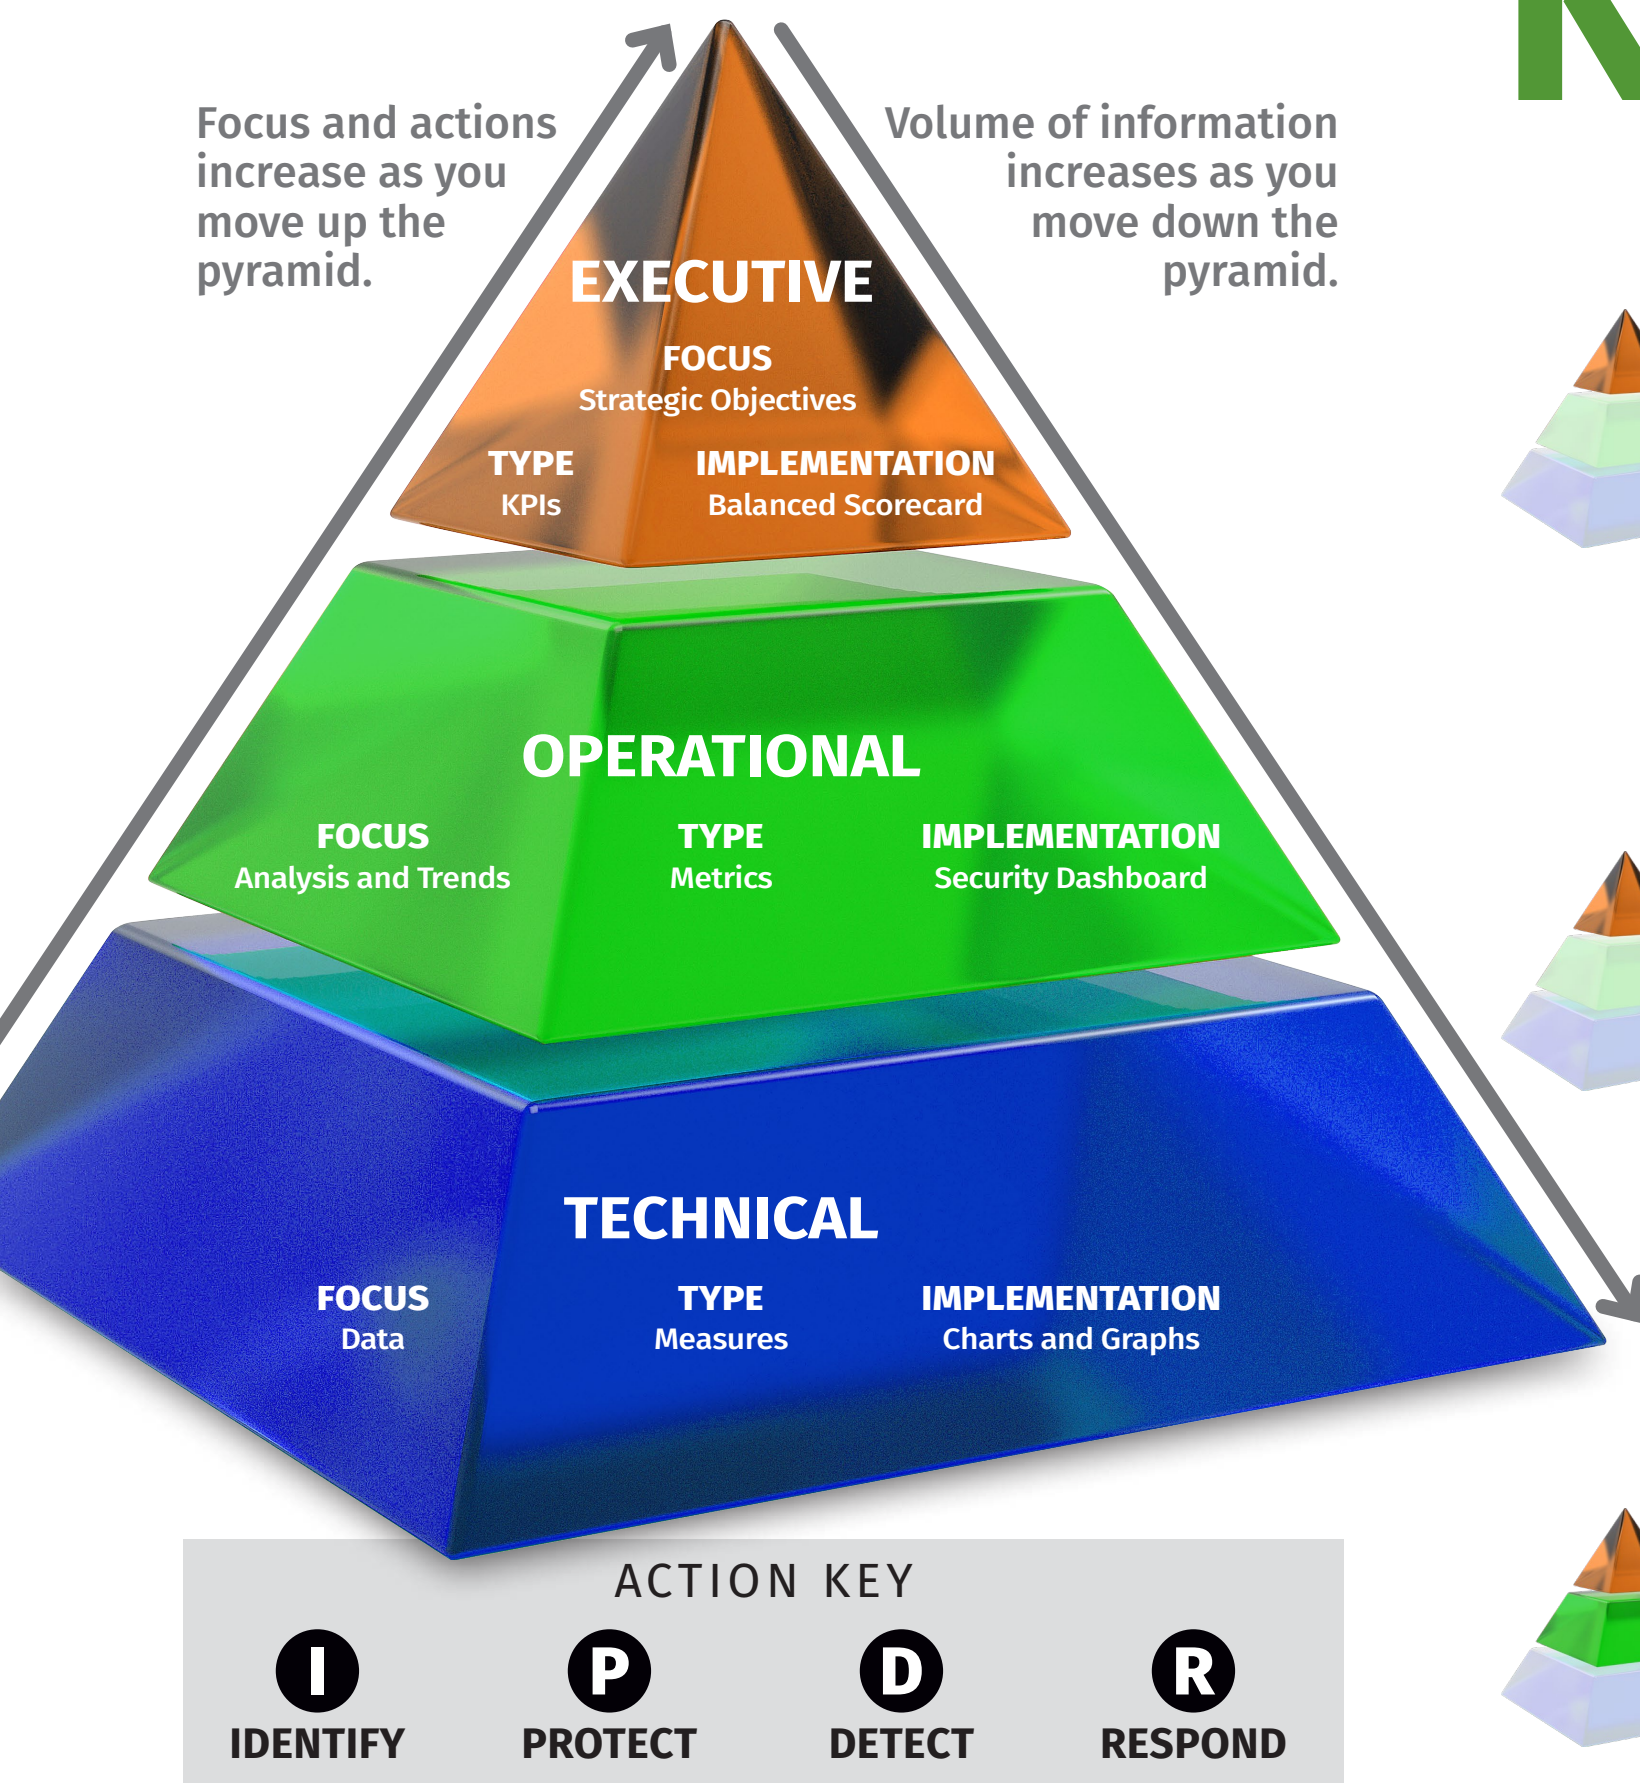 Focus and actions
increase as you
move up the
pyramid.
Volume of information
increases as you
move down the
pyramid.
EXECUTIVE
FOCUS
Strategic Objectives
TYPE
KPIs
IMPLEMENTATION
Balanced Scorecard
OPERATIONAL
FOCUS
Analysis and Trends
TYPE
Metrics
IMPLEMENTATION
Security Dashboard
TECHNICAL
FOCUS
Data
TYPE
Measures
IMPLEMENTATION
Charts and Graphs
ACTION KEY
I
IDENTIFY
P
PROTECT
D
DETECT
R
RESPOND